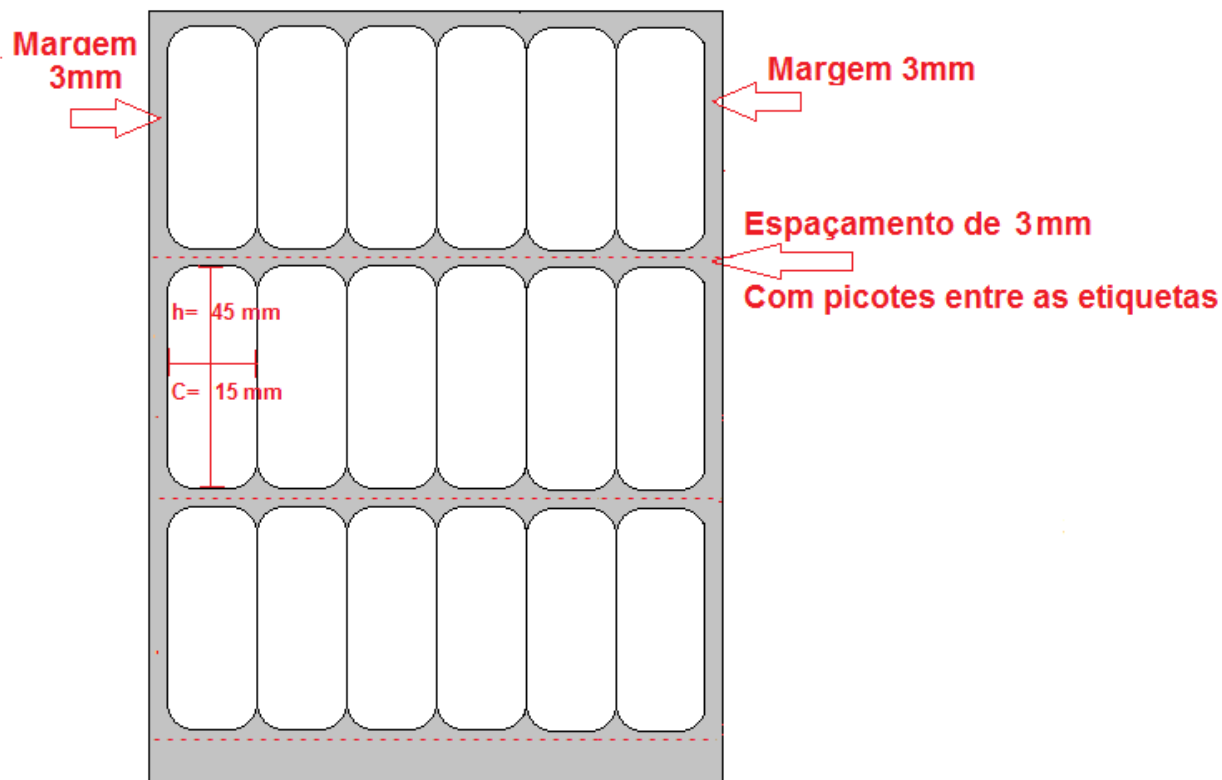 Margem
3mm
Margem 3mm
Espaçamento de 3mm
Com picotes entre as etiquetas
h= 45 mm
C= 15 mm